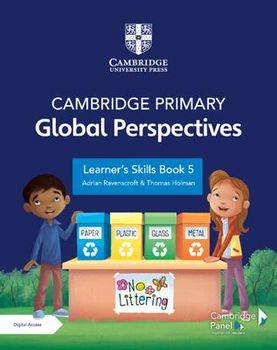 CAMBRIDGE
UNIVERSITY PRESS
CAMBRIDGE PRIMARY
Global Perspectives
Learner's Skills Book 5
Adrian Ravenscroft & Thomas Holman
PAPER PLASTIC GLASS METAL
No
Littering
Digital Access
Cambridge
Panel